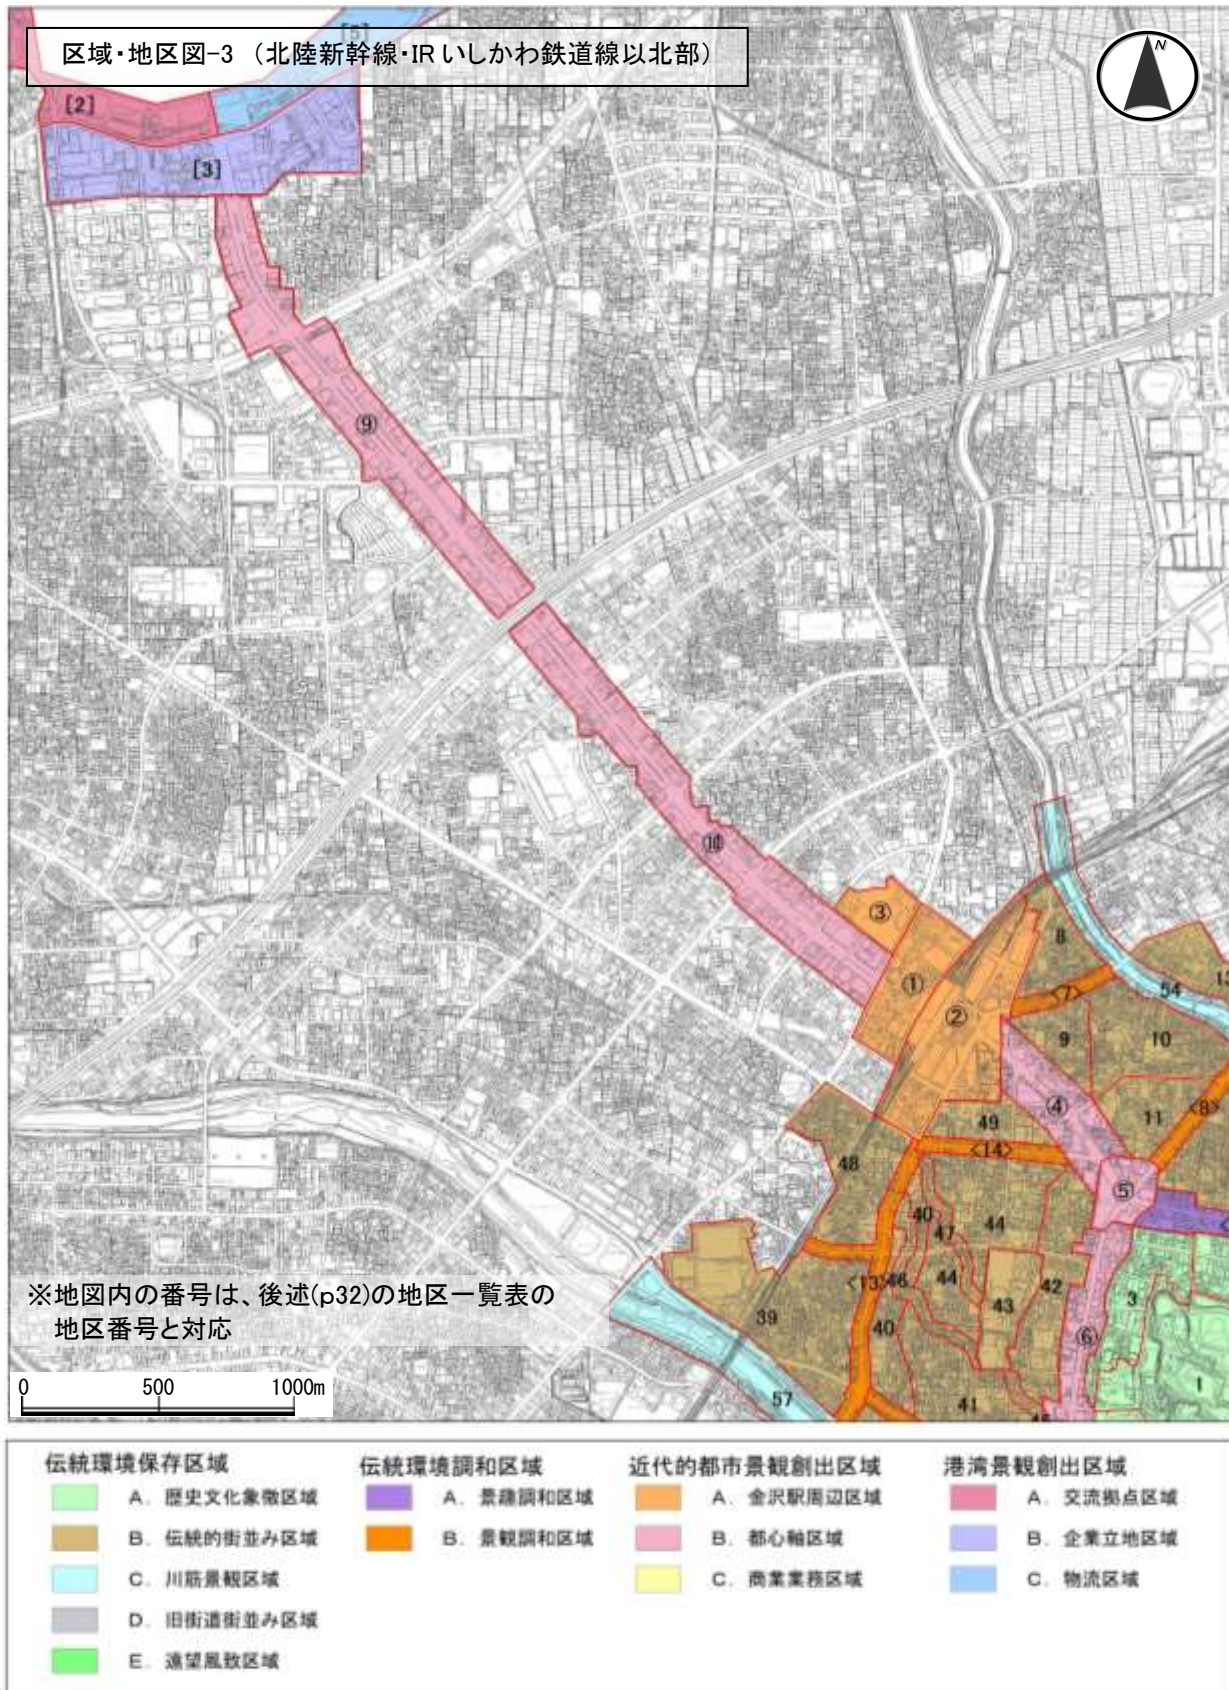 区域・地区図-3 （北陸新幹線・IRいしかわ鉄道線以北部）
N
[5]
[2]
[3]
⑨
⑩
③
①
②
8
<7>
54
13
9
10
④
11
<8>
49
<14>
48
⑤
40
47
44
<13>
46
44
42
43
3
39
40
⑥
1
57
41
※地図内の番号は、後述(p32)の地区一覧表の
地区番号と対応
0 500 1000m
伝統環境保存区域
A. 歴史文化象徴区域
B. 伝統的街並み区域
C. 川筋景観区域
D. 旧街道街並み区域
E. 遠望風致区域
伝統環境調和区域
A. 景趣調和区域
B. 景観調和区域
近代的都市景観創出区域
A. 金沢駅周辺区域
B. 都心軸区域
C. 商業業務区域
港湾景観創出区域
A. 交流拠点区域
B. 企業立地区域
C. 物流区域